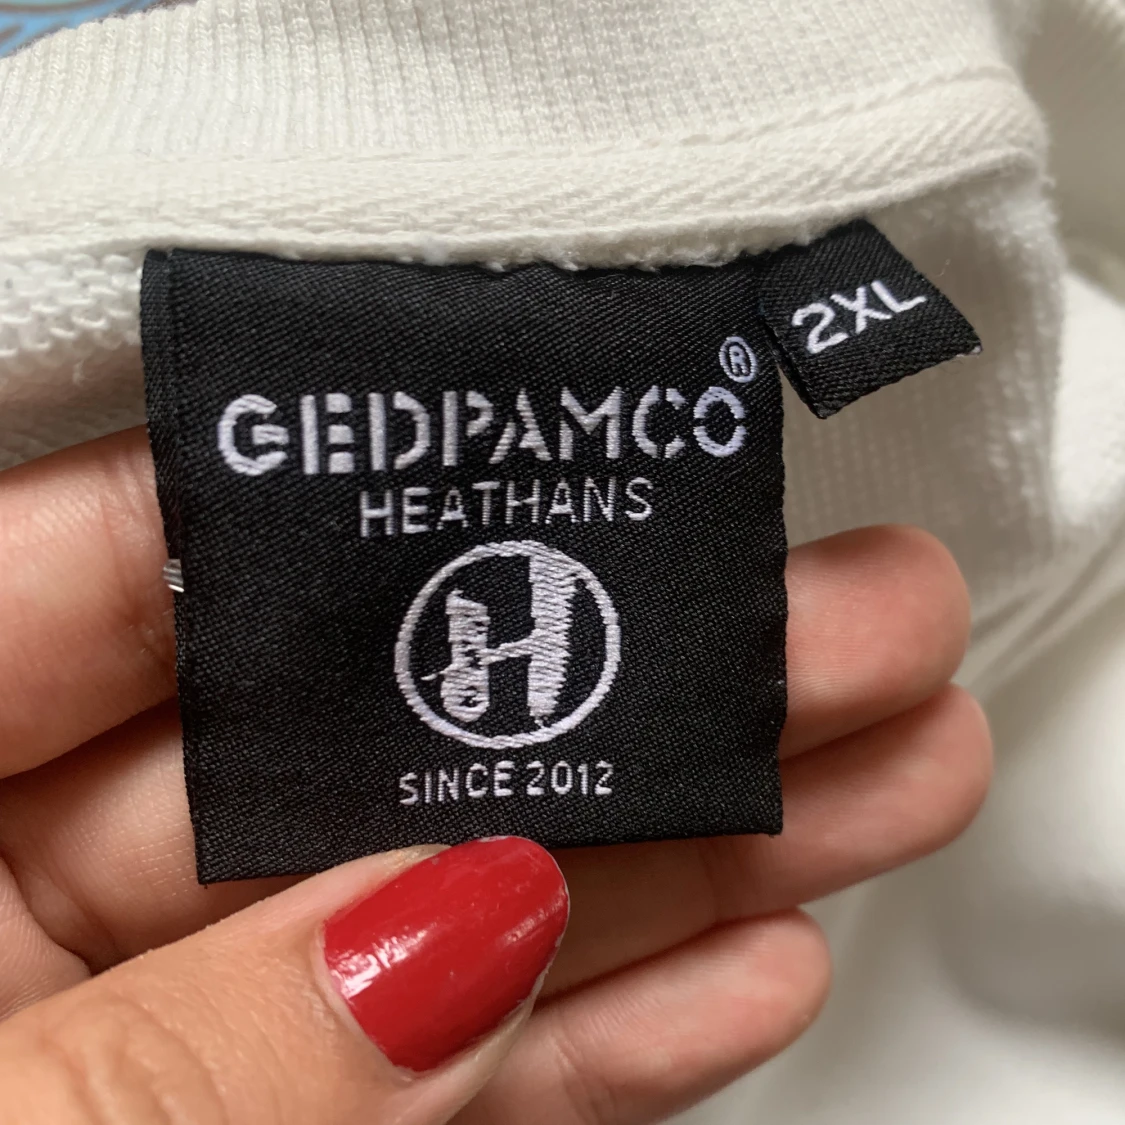 GEDPAMCO®
HEATHANS
H
SINCE 2012
2XL